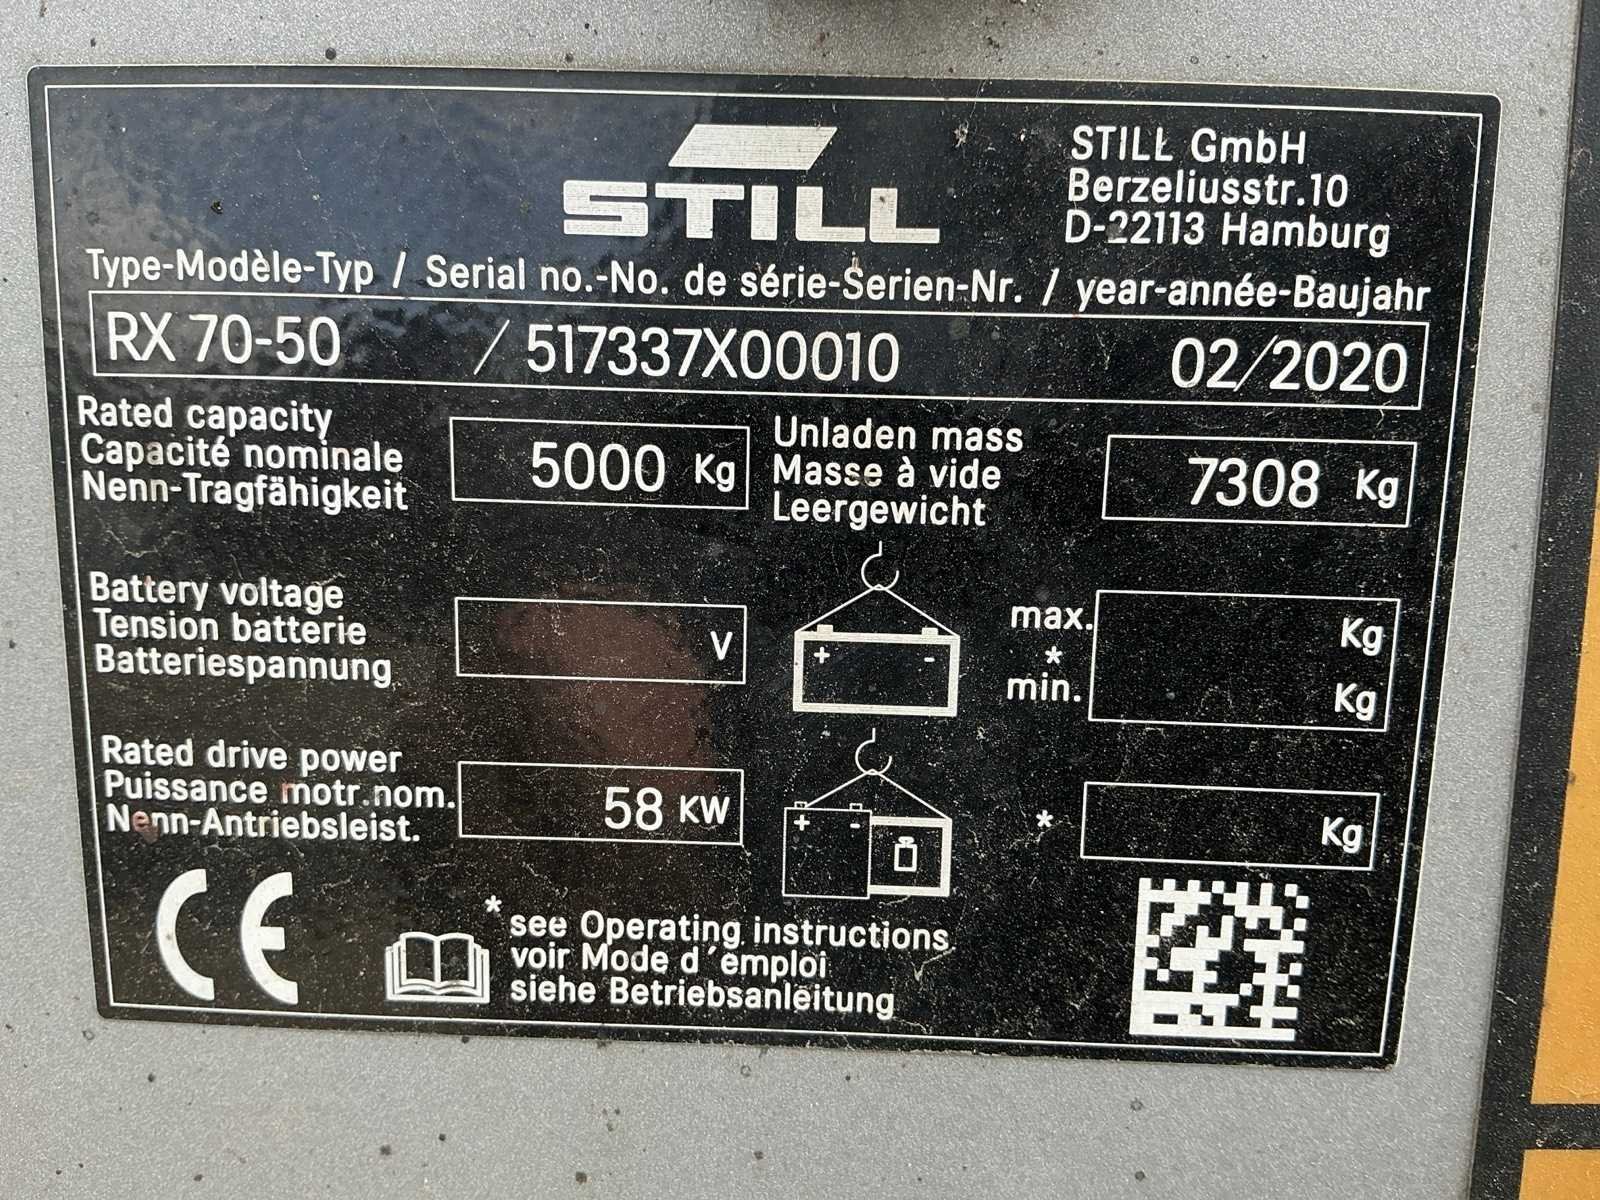 STILL
STILL GmbH
Berzeliusstr.10
D-22113 Hamburg
Type-Modèle-Typ / Serial no.-No. de série-Serien-Nr. / year-année-Baujahr
RX 70-50 / 517337X00010 02/2020
Rated capacity
Capacité nominale
Nenn-Tragfähigkeit
5000 Kg
Unladen mass
Masse à vide
Leergewicht
7308 Kg
Battery voltage
Tension batterie
Batteriespannung
V
+ -
max. Kg
*
min. Kg
Rated drive power
Puissance motr.nom.
Nenn-Antriebsleist.
58 KW
+ -
* Kg
CE
* see Operating instructions
voir Mode d'emploi
siehe Betriebsanleitung